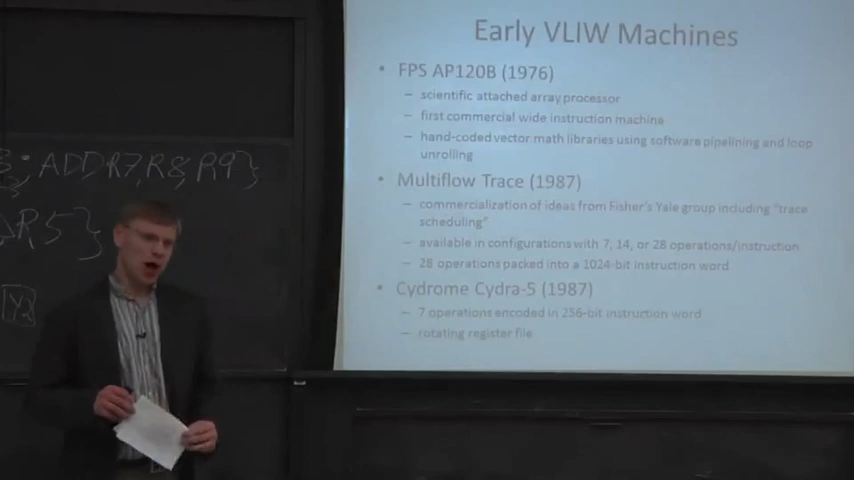 Early VLIW Machines
• FPS AP120B (1976)
– scientific attached array processor
– first commercial wide instruction machine
– hand-coded vector math libraries using software pipelining and loop
unrolling
• Multiflow Trace (1987)
– commercialization of ideas from Fisher's Yale group including "trace
scheduling"
– available in configurations with 7, 14, or 28 operations/instruction
– 28 operations packed into a 1024-bit instruction word
• Cydrome Cydra-5 (1987)
– 7 operations encoded in 256-bit instruction word
– rotating register file
; ADD R7, R8, R9}
R5}